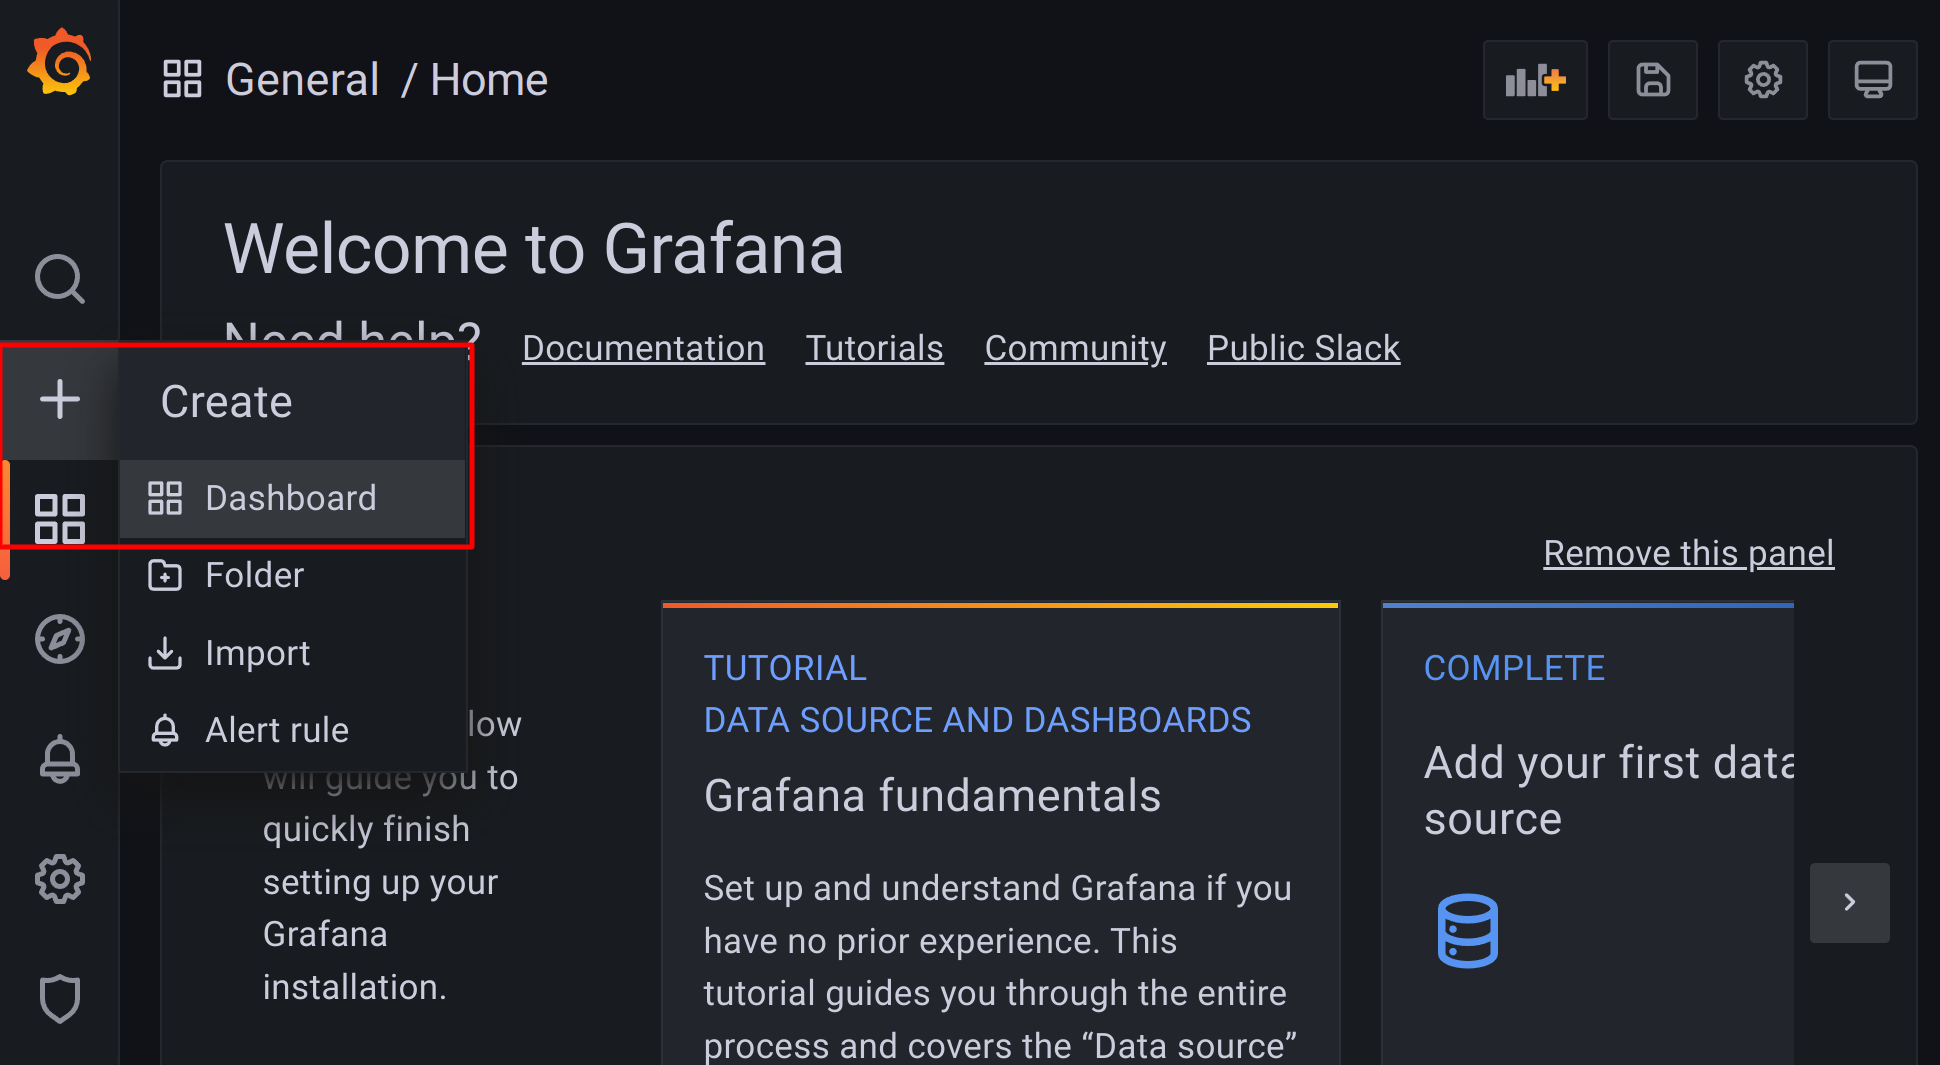 General / Home
Welcome to Grafana
Need help?
Documentation Tutorials Community Public Slack
Create
Dashboard
Folder
Import
Alert rule
Remove this panel
will guide you to
quickly finish
setting up your
Grafana
installation.
TUTORIAL
DATA SOURCE AND DASHBOARDS
Grafana fundamentals
Set up and understand Grafana if you
have no prior experience. This
tutorial guides you through the entire
process and covers the “Data source”
COMPLETE
Add your first data
source